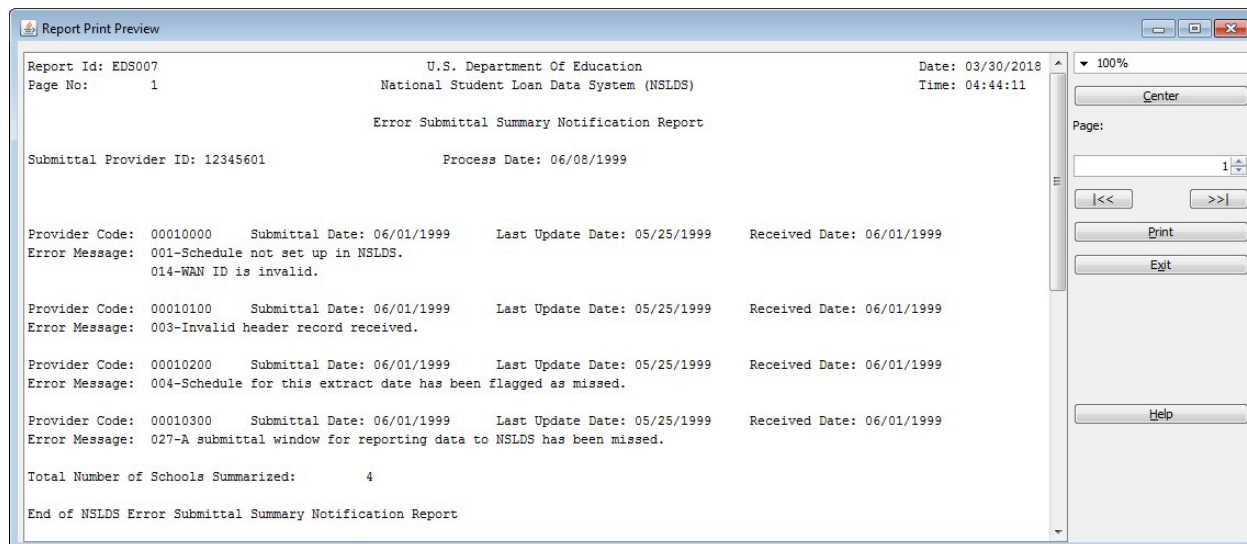 Report Print Preview
Report Id: EDS007 U.S. Department Of Education Date: 03/30/2018
Page No: 1 National Student Loan Data System (NSLDS) Time: 04:44:11
Error Submittal Summary Notification Report
Submittal Provider ID: 12345601 Process Date: 06/08/1999
Provider Code: 00010000 Submittal Date: 06/01/1999 Last Update Date: 05/25/1999 Received Date: 06/01/1999
Error Message: 001-Schedule not set up in NSLDS.
014-WAN ID is invalid.
Provider Code: 00010100 Submittal Date: 06/01/1999 Last Update Date: 05/25/1999 Received Date: 06/01/1999
Error Message: 003-Invalid header record received.
Provider Code: 00010200 Submittal Date: 06/01/1999 Last Update Date: 05/25/1999 Received Date: 06/01/1999
Error Message: 004-Schedule for this extract date has been flagged as missed.
Provider Code: 00010300 Submittal Date: 06/01/1999 Last Update Date: 05/25/1999 Received Date: 06/01/1999
Error Message: 027-A submittal window for reporting data to NSLDS has been missed.
Total Number of Schools Summarized: 4
End of NSLDS Error Submittal Summary Notification Report
100%
Center
Page:
1
|<< >>|
Print
Exit
Help